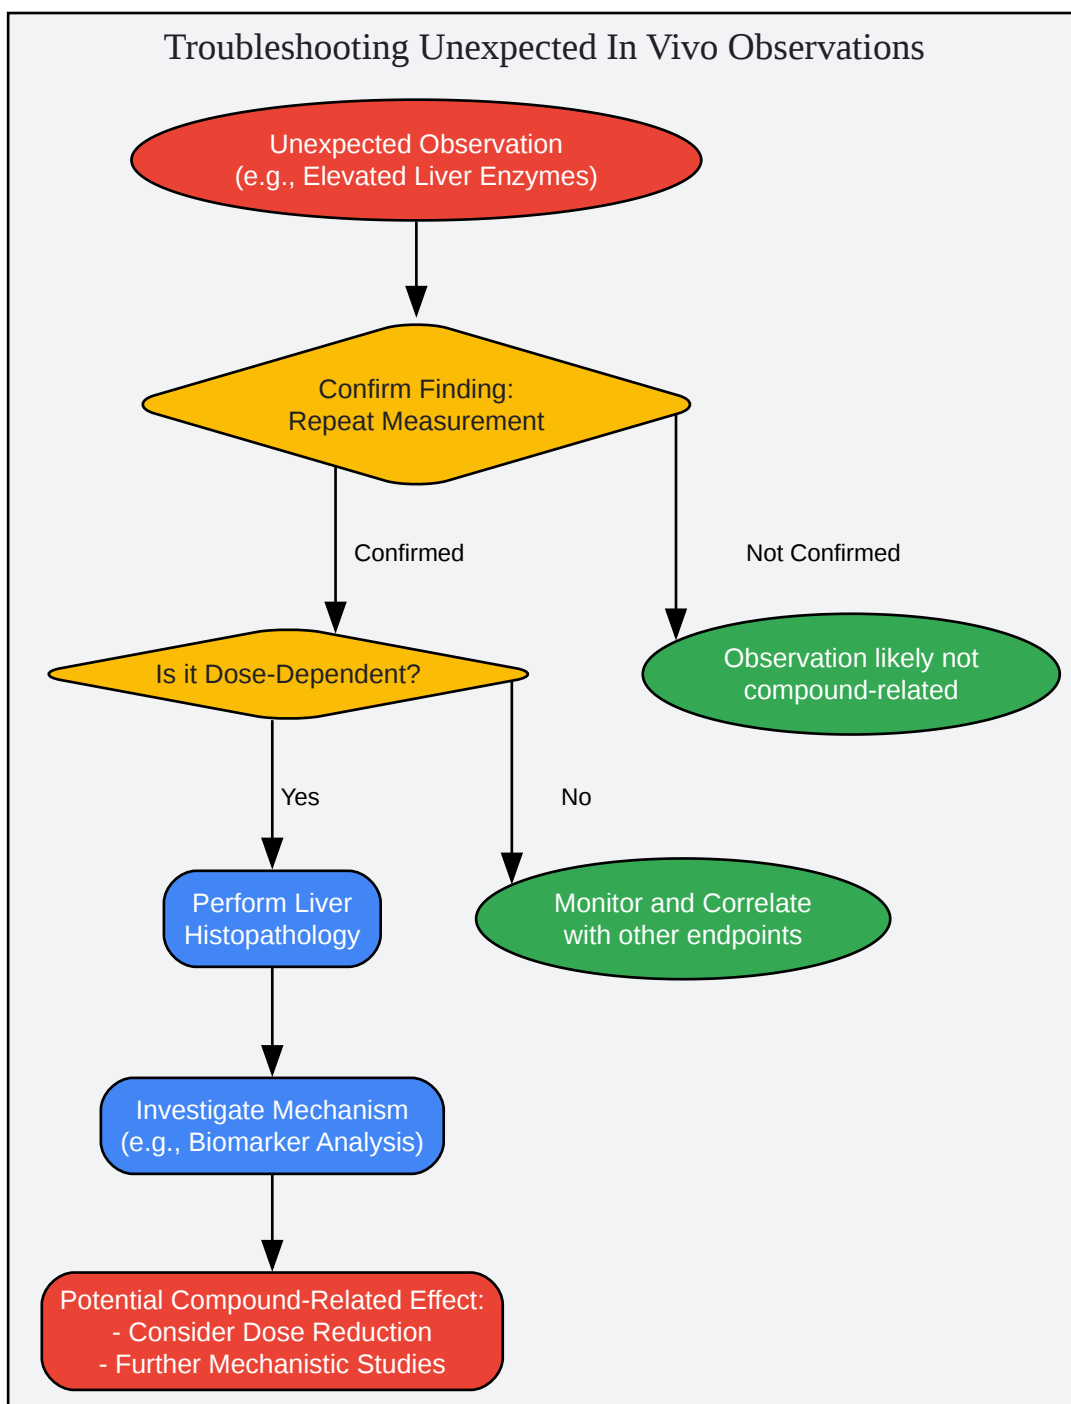 Troubleshooting Unexpected In Vivo Observations
Unexpected Observation
(e.g., Elevated Liver Enzymes)
Confirm Finding:
Repeat Measurement
Confirmed
Not Confirmed
Is it Dose-Dependent?
Observation likely not
compound-related
Yes
No
Perform Liver
Histopathology
Monitor and Correlate
with other endpoints
Investigate Mechanism
(e.g., Biomarker Analysis)
Potential Compound-Related Effect:
- Consider Dose Reduction
- Further Mechanistic Studies